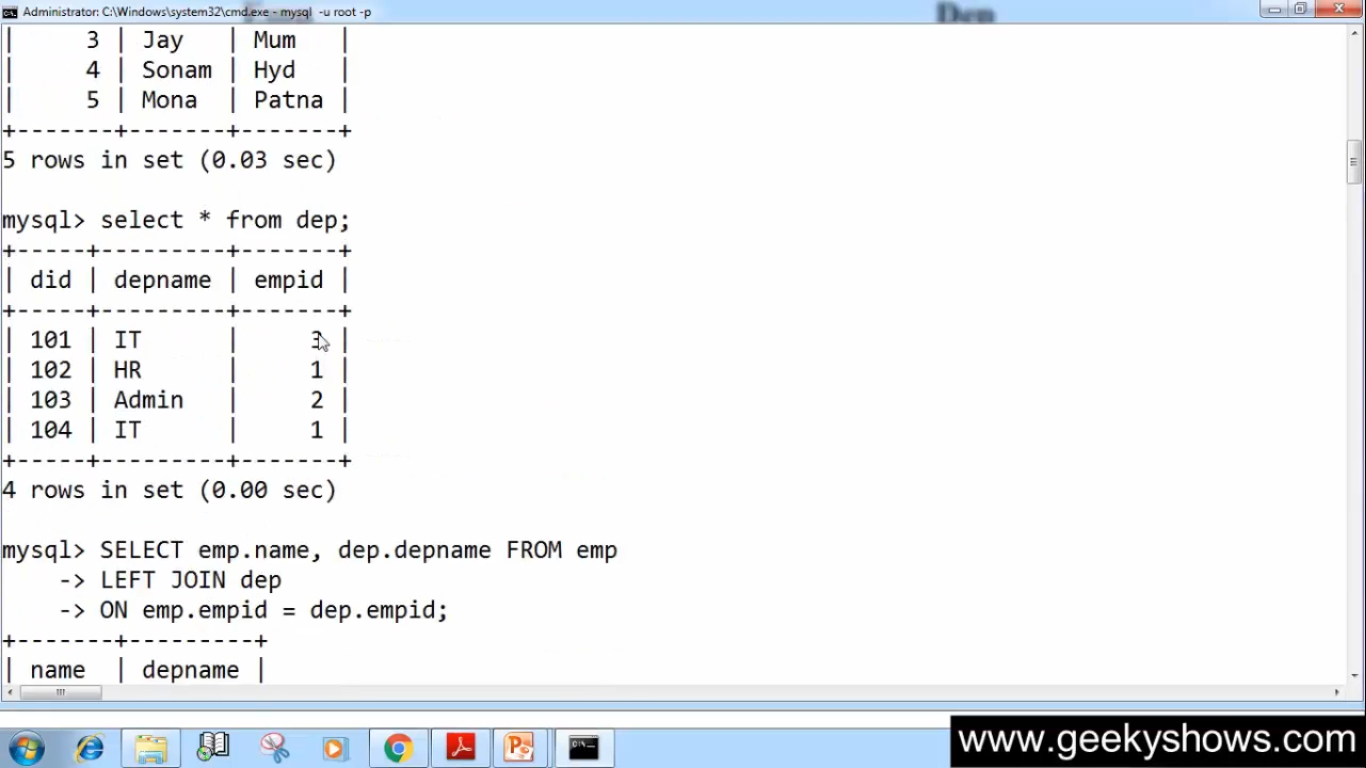 Administrator: C:\Windows\system32\cmd.exe - mysql -u root -p
Dep
| 3 | Jay | Mum |
| 4 | Sonam | Hyd |
| 5 | Mona | Patna |
+-------+-------+-------+
5 rows in set (0.03 sec)
mysql> select * from dep;
+-----+---------+-------+
| did | depname | empid |
+-----+---------+-------+
| 101 | IT | 3 |
| 102 | HR | 1 |
| 103 | Admin | 2 |
| 104 | IT | 1 |
+-----+---------+-------+
4 rows in set (0.00 sec)
mysql> SELECT emp.name, dep.depname FROM emp
-> LEFT JOIN dep
-> ON emp.empid = dep.empid;
+-------+---------+
| name | depname |
www.geekyshows.com